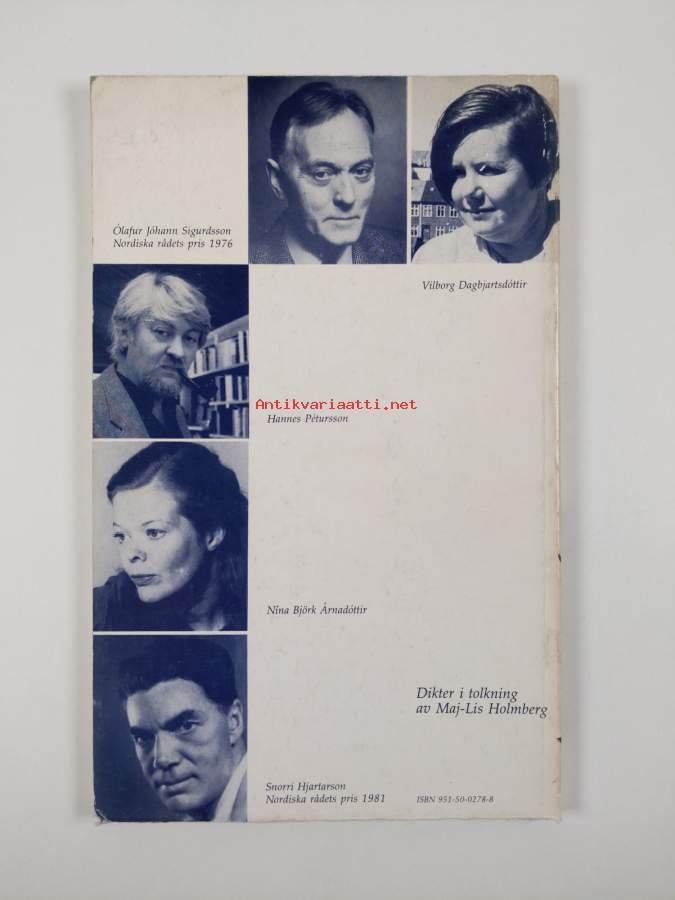 Ólafur Jóhann Sigurdsson
Nordiska rådets pris 1976
Vilborg Dagbjartsdóttir
Antikvariaatti.net
Hannes Pétursson
Nína Björk Árnadóttir
Dikter i tolkning
av Maj-Lis Holmberg
Snorri Hjartarson
Nordiska rådets pris 1981
ISBN 951-50-0278-8